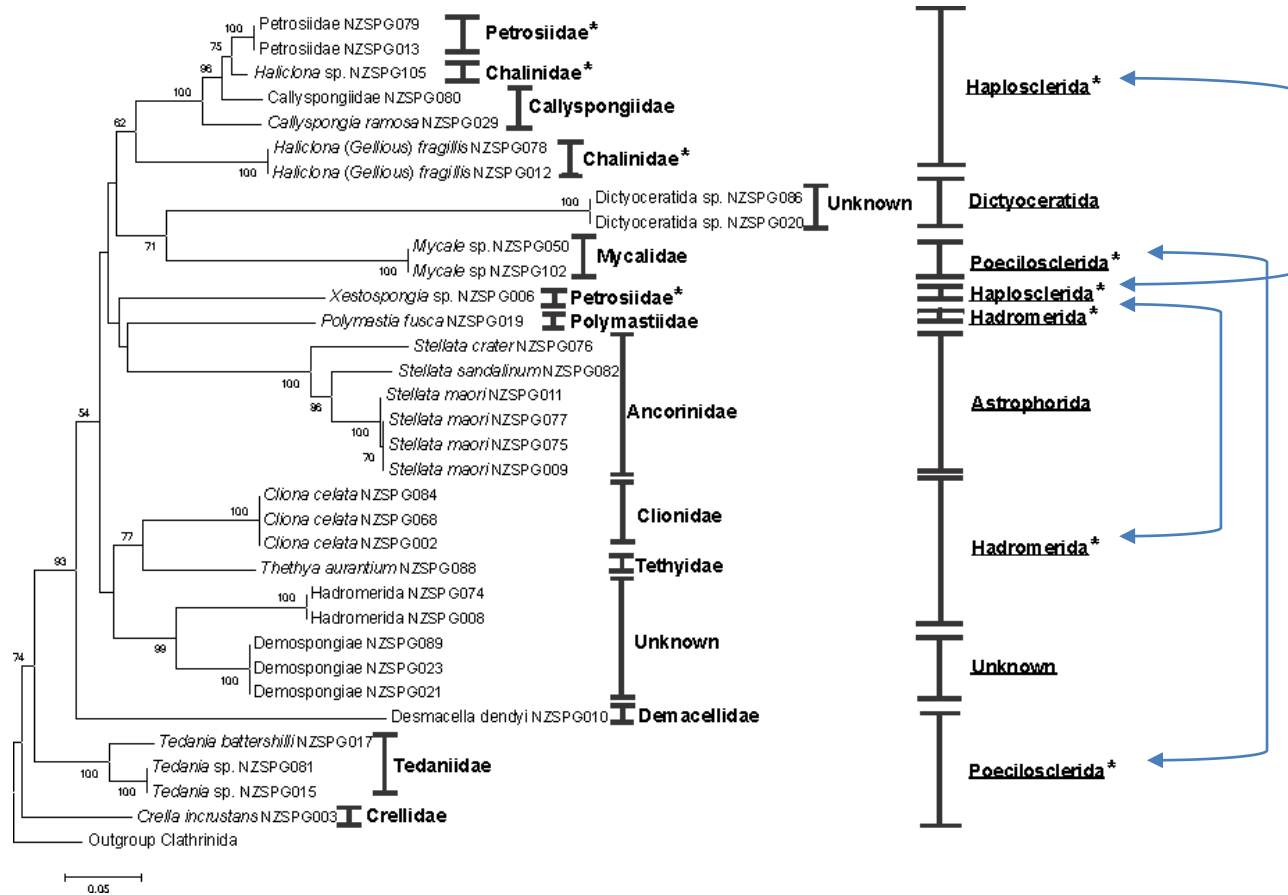 Petrosiidae NZSPG079
Petrosiidae NZSPG013
Haliclona sp. NZSPG105
Callyspongiidae NZSPG080
Callyspongia ramosa NZSPG029
Haliclona (Gellious) fragillis NZSPG078
Haliclona (Gellious) fragillis NZSPG012
Dictyoceratida sp. NZSPG086
Dictyoceratida sp. NZSPG020
Mycale sp. NZSPG050
Mycale sp NZSPG102
Xestospongia sp. NZSPG006
Polymastia fusca NZSPG019
Stellata crater NZSPG076
Stellata sandalinum NZSPG082
Stellata maori NZSPG011
Stellata maori NZSPG077
Stellata maori NZSPG075
Stellata maori NZSPG009
Cliona celata NZSPG084
Cliona celata NZSPG068
Cliona celata NZSPG002
Thethya aurantium NZSPG088
Hadromerida NZSPG074
Hadromerida NZSPG008
Demospongiae NZSPG089
Demospongiae NZSPG023
Demospongiae NZSPG021
Desmacella dendyi NZSPG010
Tedania battershilli NZSPG017
Tedania sp. NZSPG081
Tedania sp. NZSPG015
Crella incrustans NZSPG003
Outgroup Clathrinida
100
75
96
100
62
100
100
71
100
100
96
100
70
54
100
77
100
99
100
93
74
100
100
0.05
Petrosiidae*
Chalinidae*
Callyspongiidae
Chalinidae*
Unknown
Mycalidae
Petrosiidae*
Polymastiidae
Ancorinidae
Clionidae
Tethyidae
Unknown
Demacellidae
Tedaniidae
Crellidae
Haplosclerida*
Dictyoceratida
Poecilosclerida*
Haplosclerida*
Hadromerida*
Astrophorida
Hadromerida*
Unknown
Poecilosclerida*